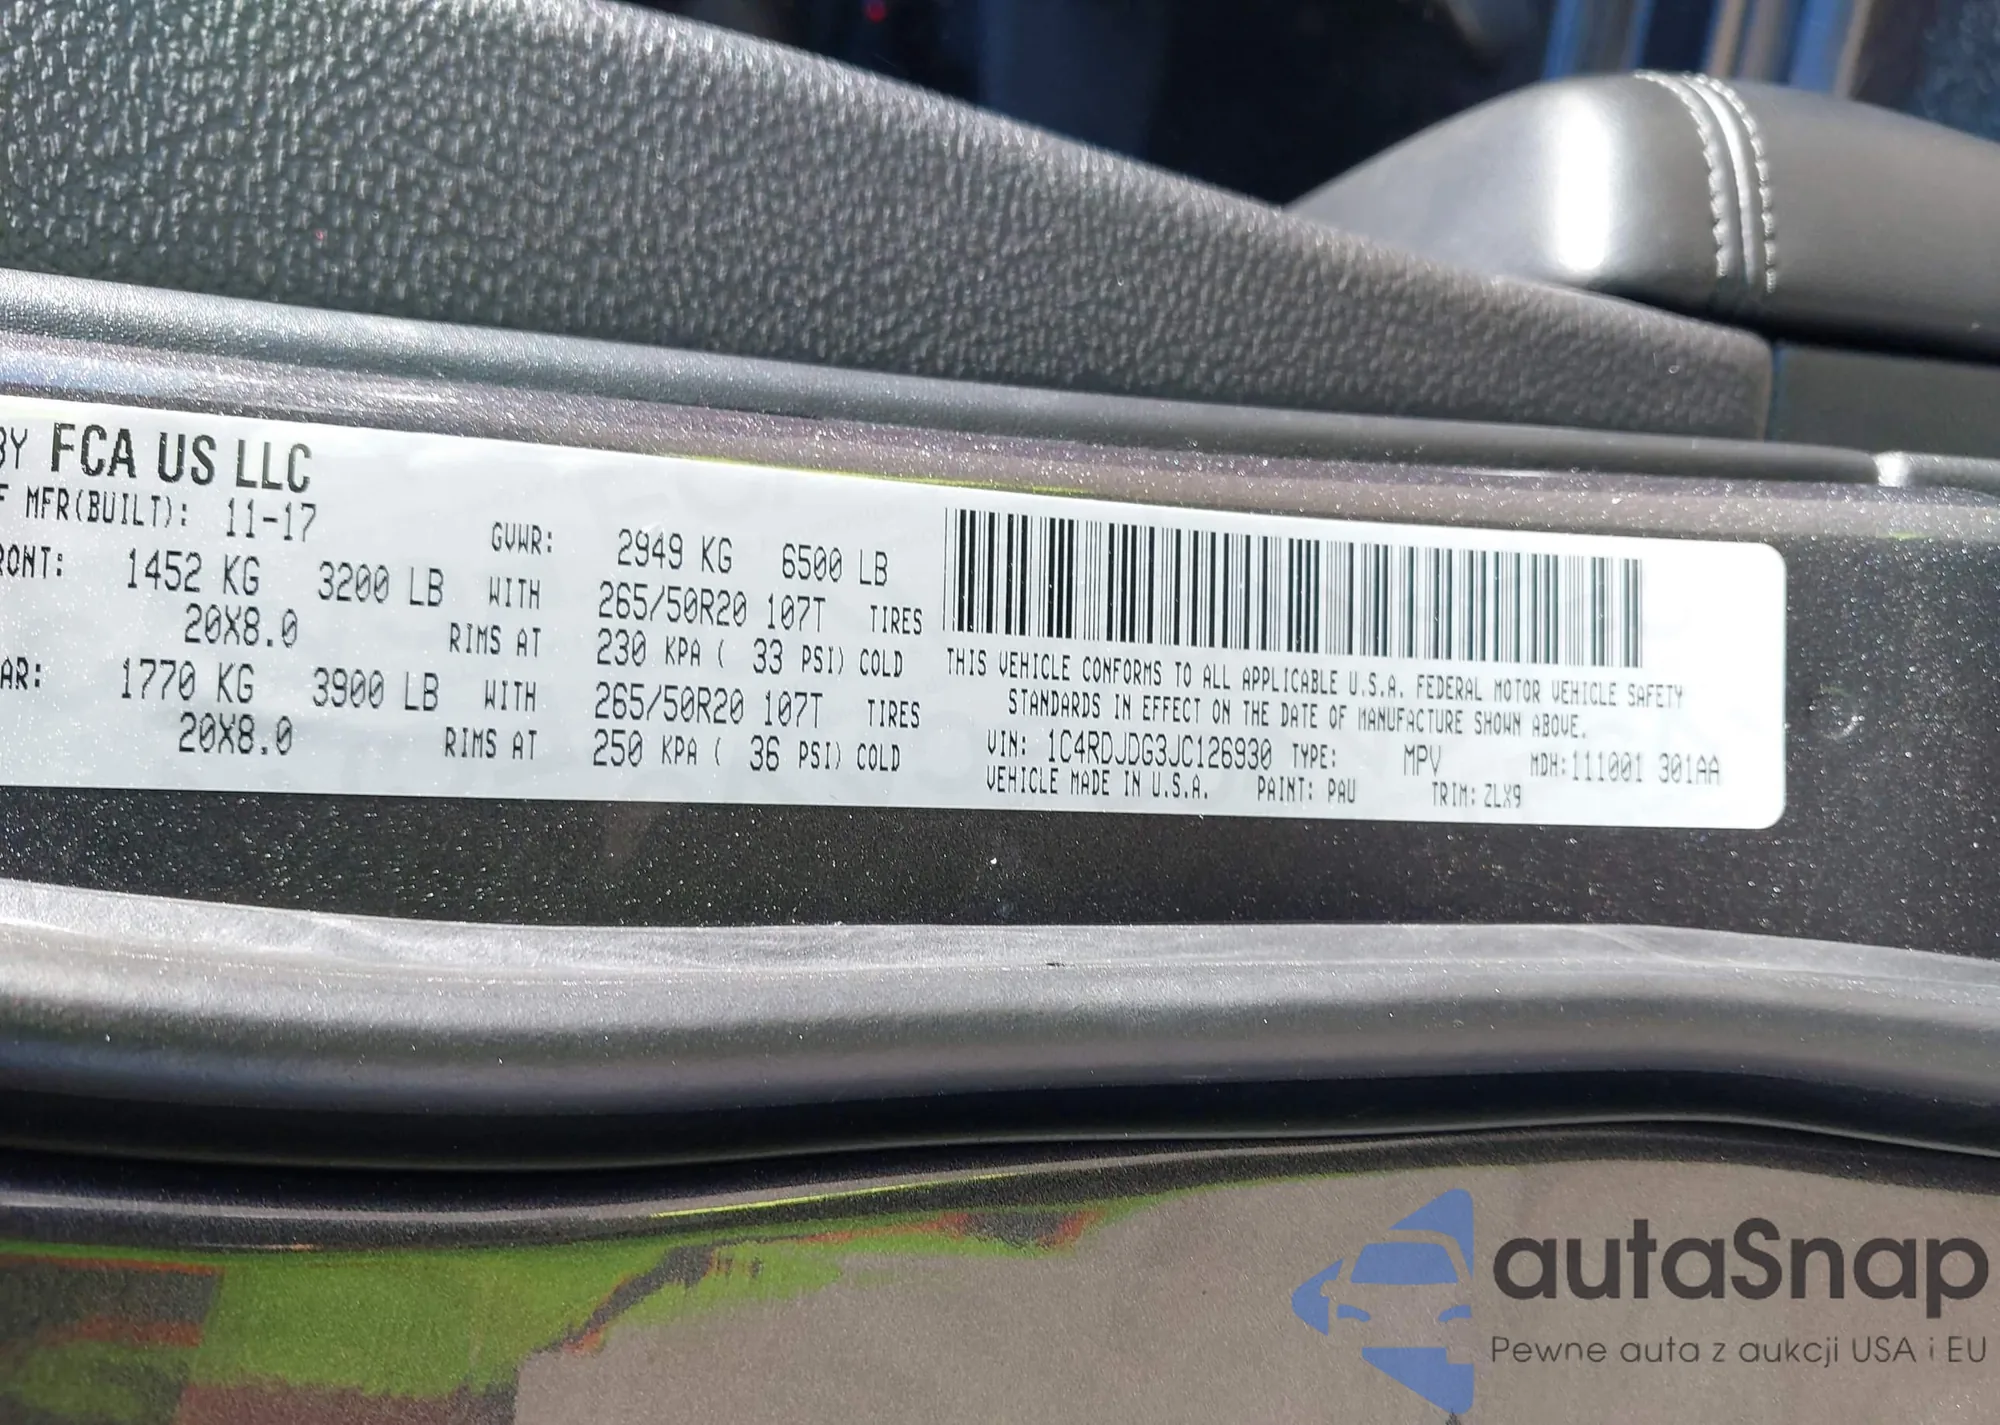 BY FCA US LLC
F MFR(BUILT): 11-17
GVWR: 2949 KG 6500 LB
RONT: 1452 KG 3200 LB WITH 265/50R20 107T TIRES
20X8.0 RIMS AT 230 KPA ( 33 PSI) COLD
AR: 1770 KG 3900 LB WITH 265/50R20 107T TIRES
20X8.0 RIMS AT 250 KPA ( 36 PSI) COLD
THIS VEHICLE CONFORMS TO ALL APPLICABLE U.S.A. FEDERAL MOTOR VEHICLE SAFETY
STANDARDS IN EFFECT ON THE DATE OF MANUFACTURE SHOWN ABOVE.
VIN: 1C4RDJDG3JC126930 TYPE: MPV MDH:111001 301AA
VEHICLE MADE IN U.S.A. PAINT: PAU TRIM: ZLX9
autaSnap
Pewne auta z aukcji USA i EU